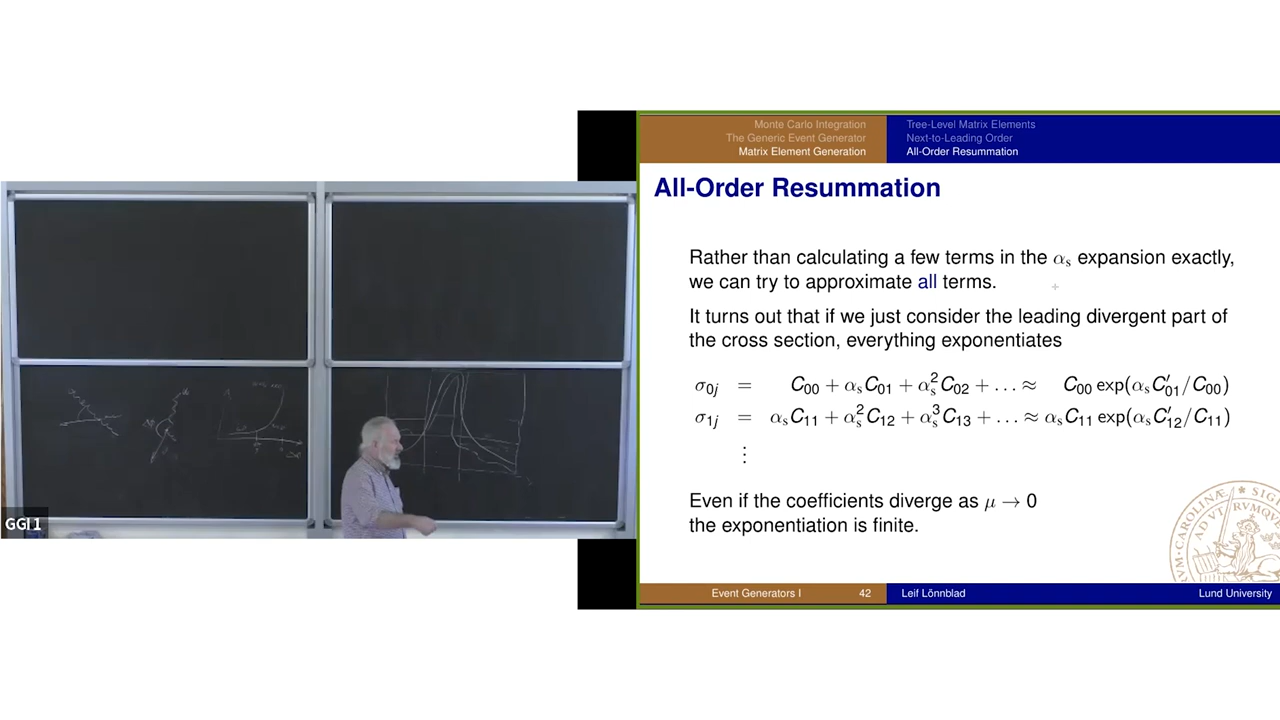 Monte Carlo Integration
The Generic Event Generator
Matrix Element Generation
Tree-Level Matrix Elements
Next-to-Leading Order
All-Order Resummation
All-Order Resummation
Rather than calculating a few terms in the αs expansion exactly,
we can try to approximate all terms.
It turns out that if we just consider the leading divergent part of
the cross section, everything exponentiates
σ0j = C00 + αsC01 + αs²C02 + … ≈ C00 exp(αsC′01/C00)
σ1j = αsC11 + αs²C12 + αs³C13 + … ≈ αsC11 exp(αsC′12/C11)
⋮
Even if the coefficients diverge as μ → 0
the exponentiation is finite.
Event Generators I 42 Leif Lönnblad Lund University
GGI 1